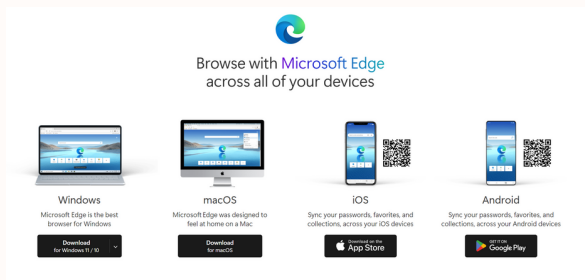 Browse with Microsoft Edge
across all of your devices
Windows
Microsoft Edge is the best
browser for Windows
Download
for Windows 11 / 10
macOS
Microsoft Edge was designed to
feel at home on a Mac
Download
for macOS
iOS
Sync your passwords, favorites, and
collections, across your iOS devices
Download on the
App Store
Android
Sync your passwords, favorites, and
collections, across your Android devices
GET IT ON
Google Play